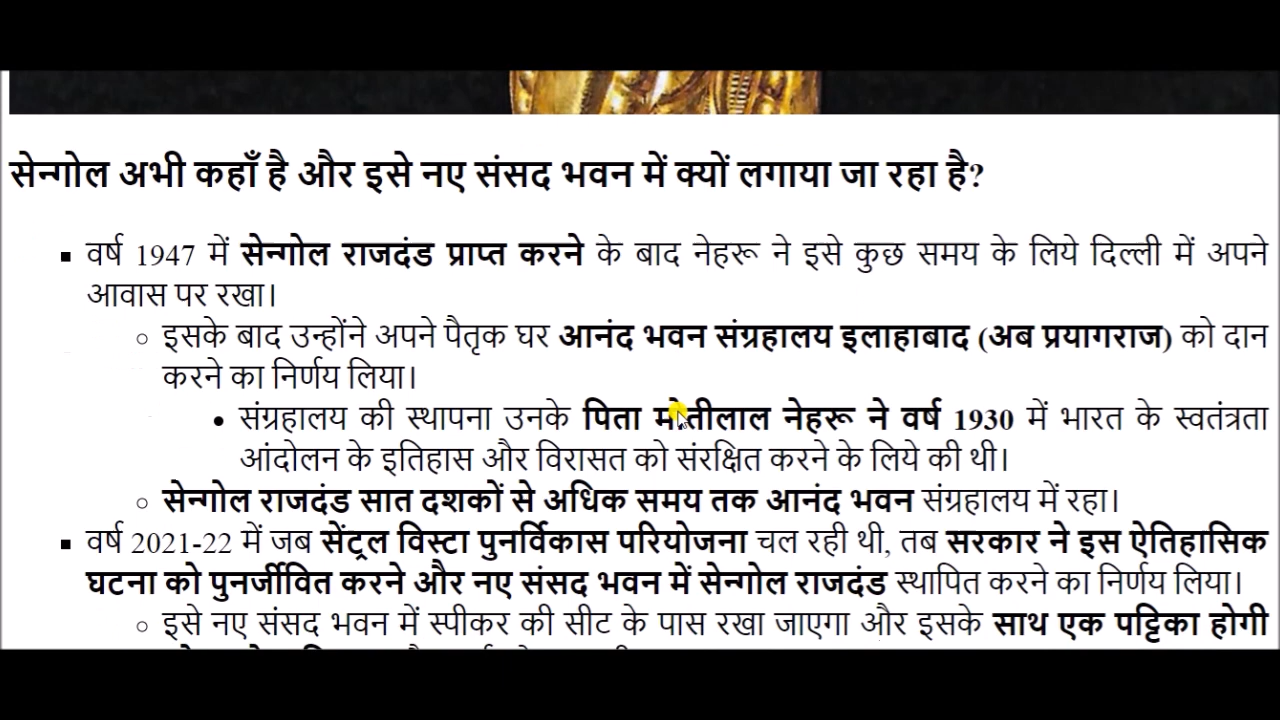 सेन्गोल अभी कहाँ है और इसे नए संसद भवन में क्यों लगाया जा रहा है?
वर्ष 1947 में सेन्गोल राजदंड प्राप्त करने के बाद नेहरू ने इसे कुछ समय के लिये दिल्ली में अपने
आवास पर रखा।
इसके बाद उन्होंने अपने पैतृक घर आनंद भवन संग्रहालय इलाहाबाद (अब प्रयागराज) को दान
करने का निर्णय लिया।
संग्रहालय की स्थापना उनके पिता मोतीलाल नेहरू ने वर्ष 1930 में भारत के स्वतंत्रता
आंदोलन के इतिहास और विरासत को संरक्षित करने के लिये की थी।
सेन्गोल राजदंड सात दशकों से अधिक समय तक आनंद भवन संग्रहालय में रहा।
वर्ष 2021-22 में जब सेंट्रल विस्टा पुनर्विकास परियोजना चल रही थी, तब सरकार ने इस ऐतिहासिक
घटना को पुनर्जीवित करने और नए संसद भवन में सेन्गोल राजदंड स्थापित करने का निर्णय लिया।
इसे नए संसद भवन में स्पीकर की सीट के पास रखा जाएगा और इसके साथ एक पट्टिका होगी